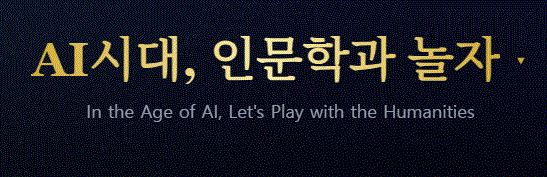 AI시대, 인문학과 놀자
In the Age of AI, Let's Play with the Humanities